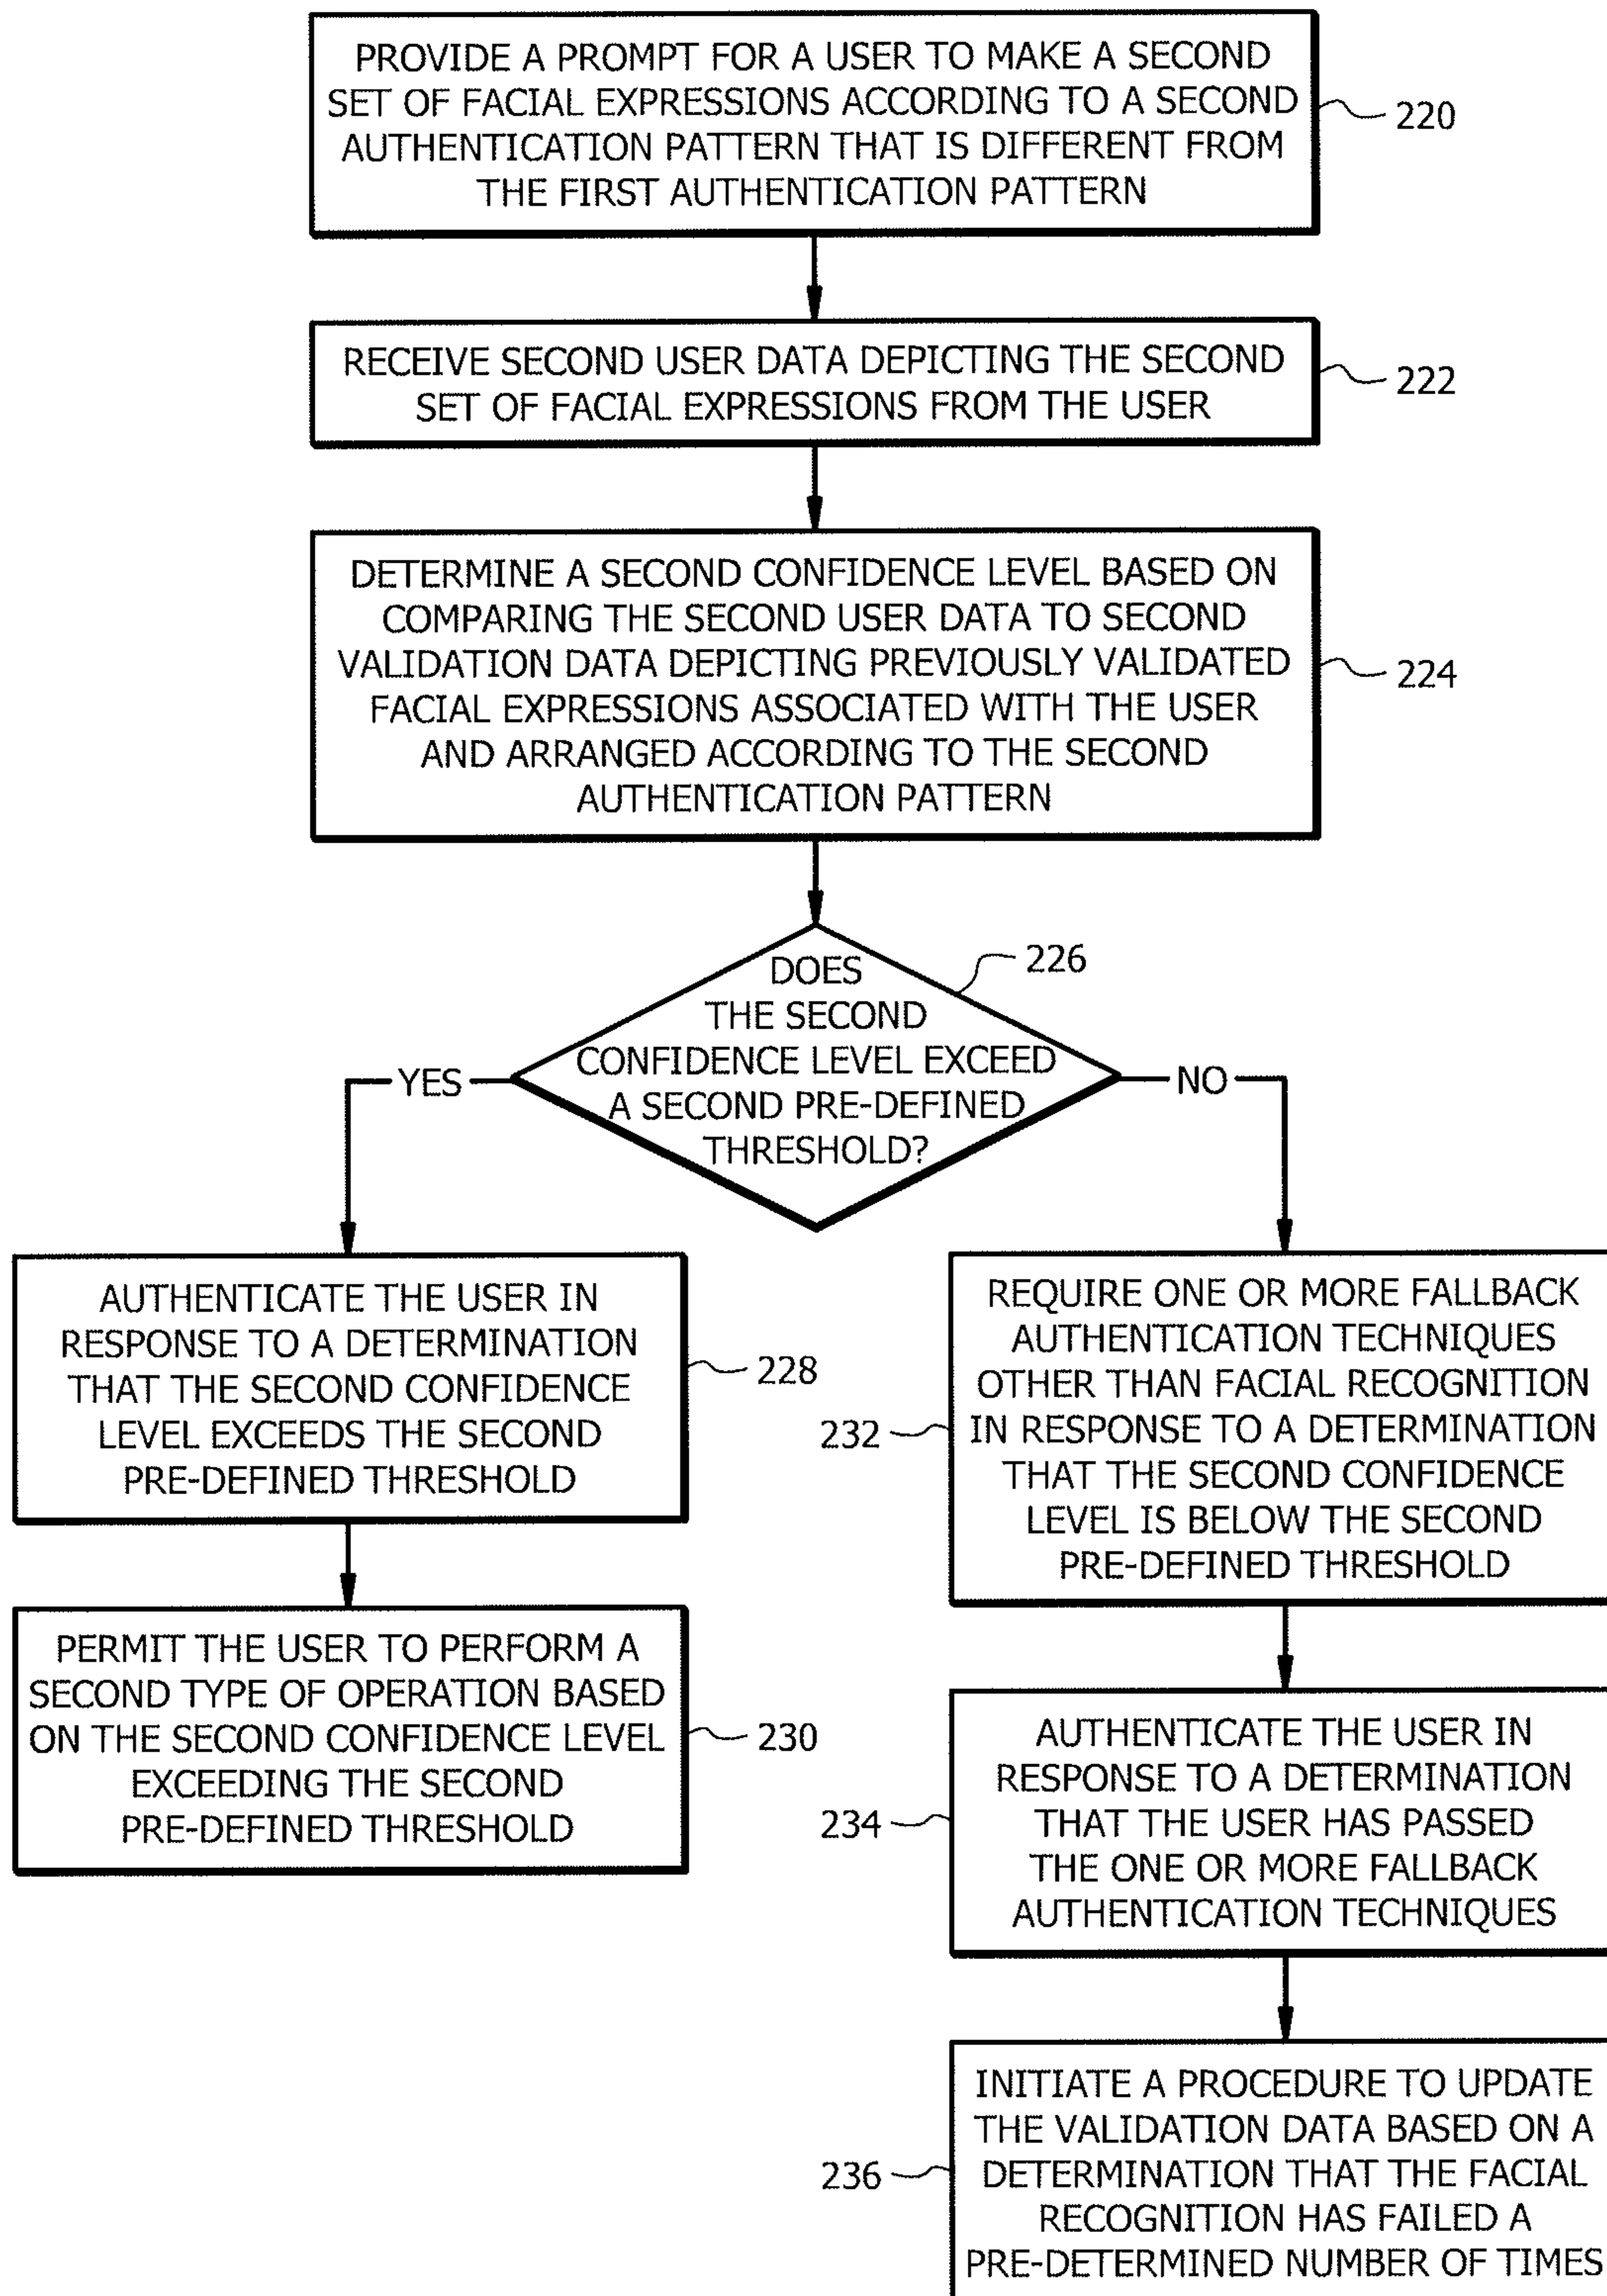 PROVIDE A PROMPT FOR A USER TO MAKE A SECOND
SET OF FACIAL EXPRESSIONS ACCORDING TO A SECOND
AUTHENTICATION PATTERN THAT IS DIFFERENT FROM
THE FIRST AUTHENTICATION PATTERN
220
RECEIVE SECOND USER DATA DEPICTING THE SECOND
SET OF FACIAL EXPRESSIONS FROM THE USER
222
DETERMINE A SECOND CONFIDENCE LEVEL BASED ON
COMPARING THE SECOND USER DATA TO SECOND
VALIDATION DATA DEPICTING PREVIOUSLY VALIDATED
FACIAL EXPRESSIONS ASSOCIATED WITH THE USER
AND ARRANGED ACCORDING TO THE SECOND
AUTHENTICATION PATTERN
224
DOES
THE SECOND
CONFIDENCE LEVEL EXCEED
A SECOND PRE-DEFINED
THRESHOLD?
226
YES
NO
AUTHENTICATE THE USER IN
RESPONSE TO A DETERMINATION
THAT THE SECOND CONFIDENCE
LEVEL EXCEEDS THE SECOND
PRE-DEFINED THRESHOLD
228
PERMIT THE USER TO PERFORM A
SECOND TYPE OF OPERATION BASED
ON THE SECOND CONFIDENCE LEVEL
EXCEEDING THE SECOND
PRE-DEFINED THRESHOLD
230
REQUIRE ONE OR MORE FALLBACK
AUTHENTICATION TECHNIQUES
OTHER THAN FACIAL RECOGNITION
IN RESPONSE TO A DETERMINATION
THAT THE SECOND CONFIDENCE
LEVEL IS BELOW THE SECOND
PRE-DEFINED THRESHOLD
232
AUTHENTICATE THE USER IN
RESPONSE TO A DETERMINATION
THAT THE USER HAS PASSED
THE ONE OR MORE FALLBACK
AUTHENTICATION TECHNIQUES
234
INITIATE A PROCEDURE TO UPDATE
THE VALIDATION DATA BASED ON A
DETERMINATION THAT THE FACIAL
RECOGNITION HAS FAILED A
PRE-DETERMINED NUMBER OF TIMES
236